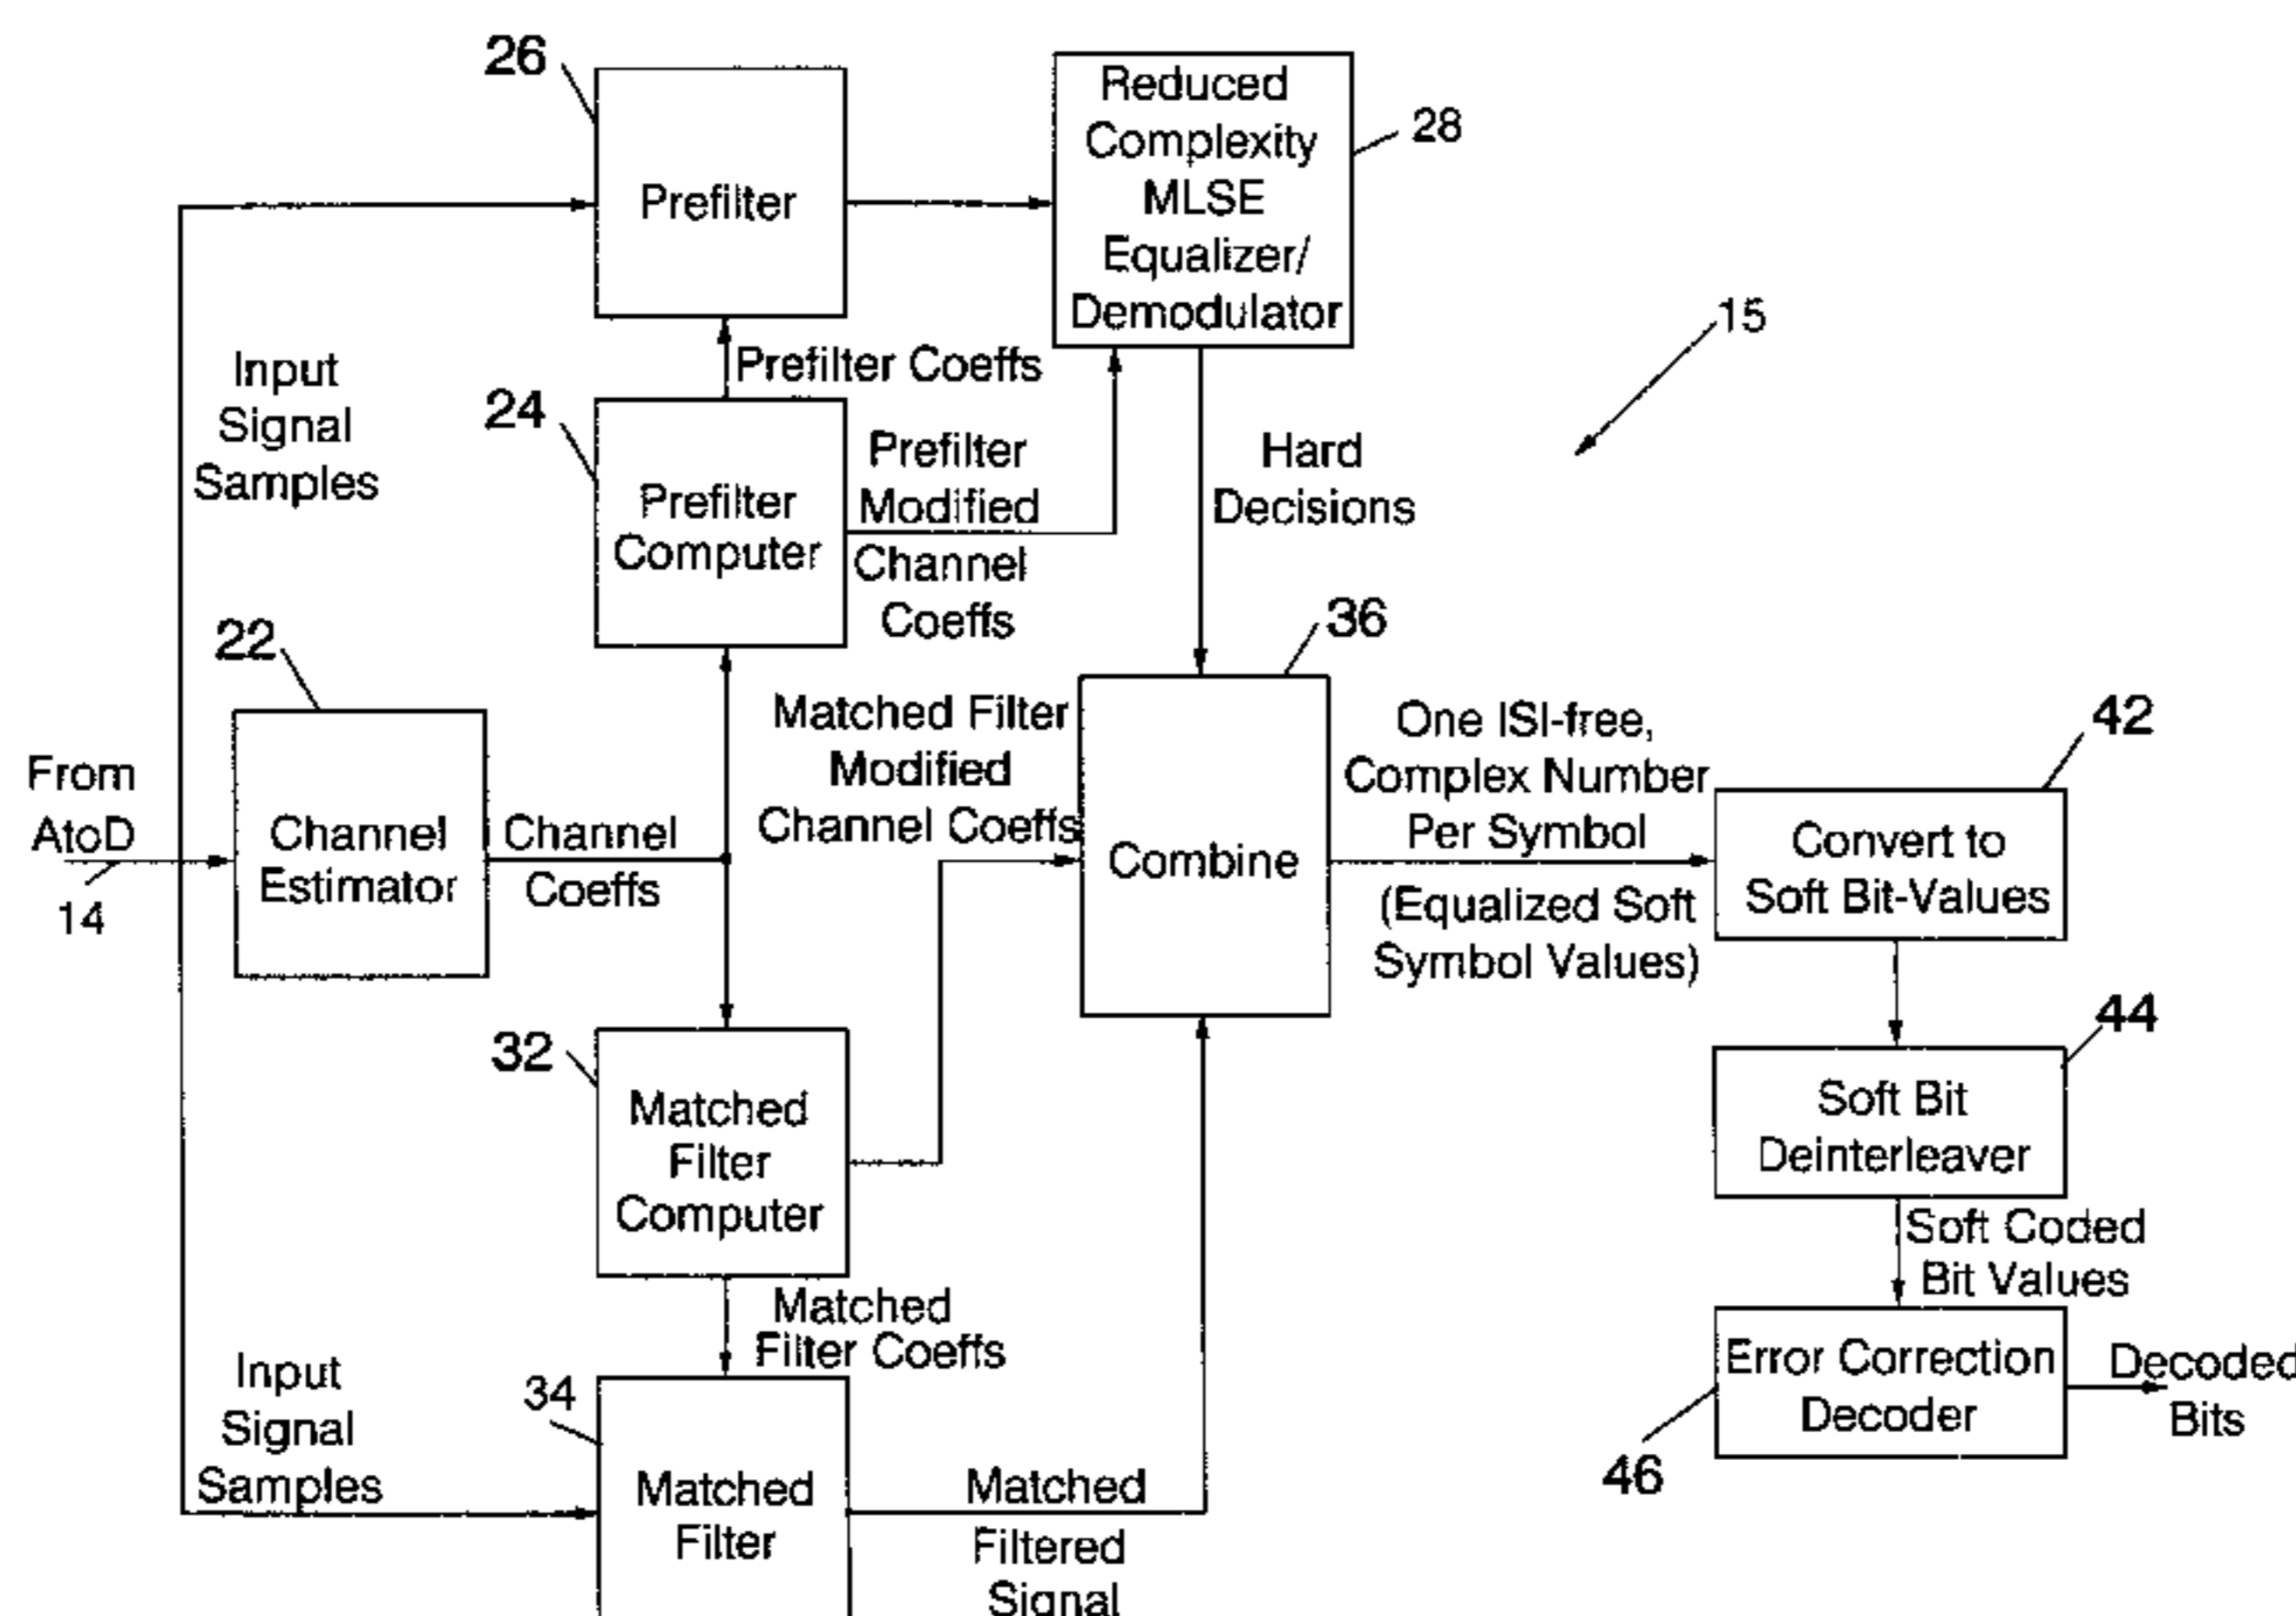 26
Prefilter
Reduced
Complexity
MLSE
Equalizer/
Demodulator
28
15
Input
Signal
Samples
Prefilter Coeffs
24
Prefilter
Computer
Prefilter
Modified
Channel
Coeffs
Hard
Decisions
22
From
AtoD
14
Channel
Estimator
Channel
Coeffs
Matched Filter
Modified
Channel Coeffs
36
Combine
One ISI-free,
Complex Number
Per Symbol
(Equalized Soft
Symbol Values)
42
Convert to
Soft Bit-Values
32
Matched
Filter
Computer
44
Soft Bit
Deinterleaver
Soft Coded
Bit Values
Matched
Filter Coeffs
Input
Signal
Samples
34
Matched
Filter
Matched
Filtered
Signal
Error Correction
Decoder
46
Decoded
Bits